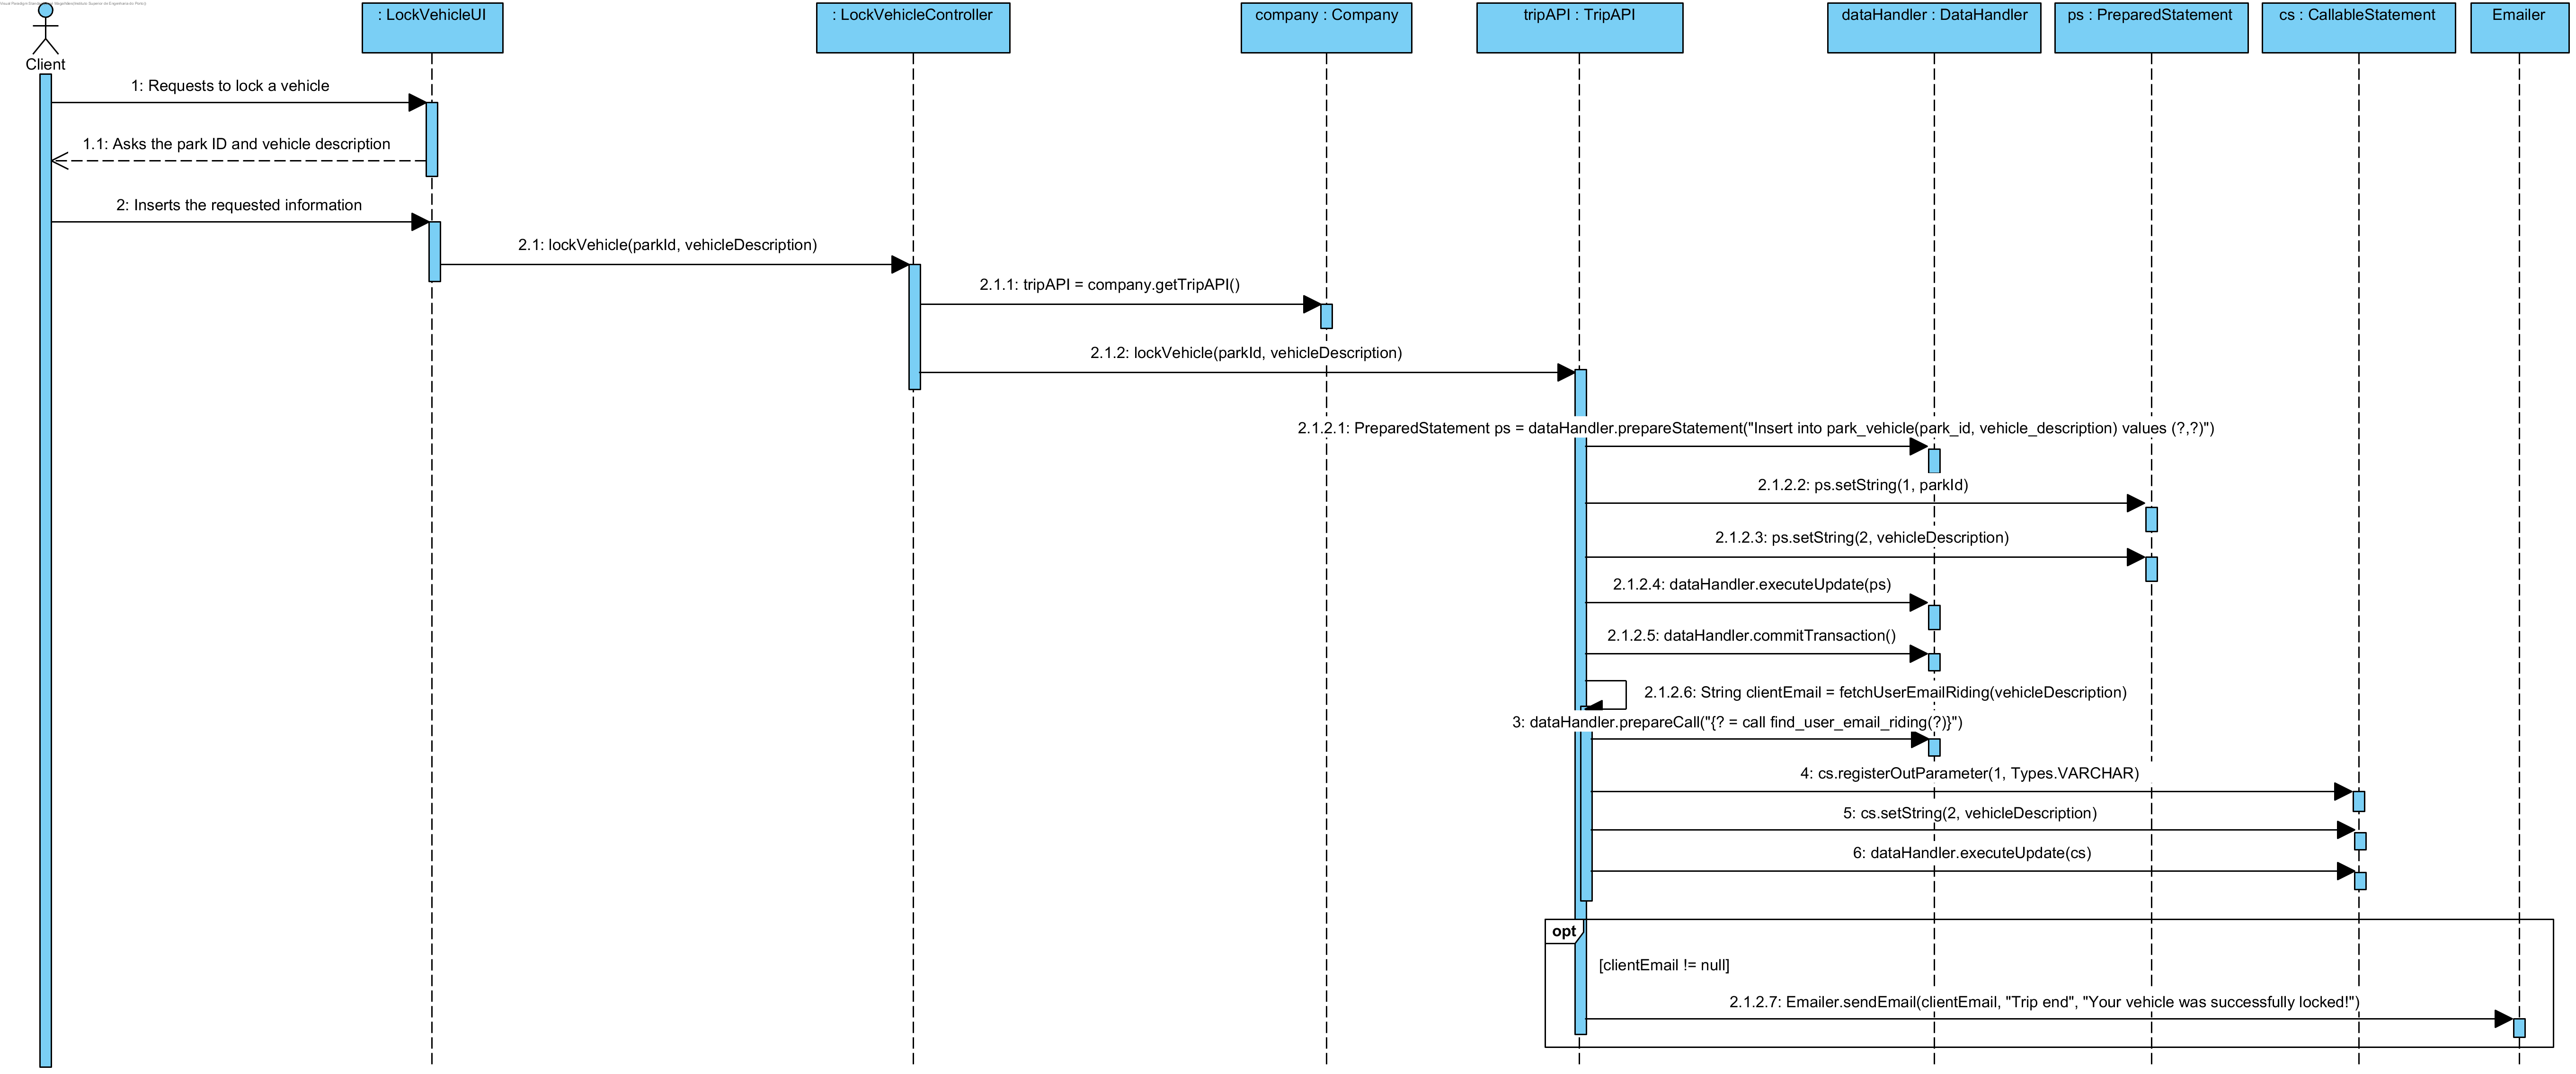 : LockVehicleUI
: LockVehicleController
company : Company
tripAPI : TripAPI
dataHandler : DataHandler
ps : PreparedStatement
cs : CallableStatement
Emailer
Client
1: Requests to lock a vehicle
1.1: Asks the park ID and vehicle description
2: Inserts the requested information
2.1: lockVehicle(parkId, vehicleDescription)
2.1.1: tripAPI = company.getTripAPI()
2.1.2: lockVehicle(parkId, vehicleDescription)
2.1.2.1: PreparedStatement ps = dataHandler.prepareStatement("Insert into park_vehicle(park_id, vehicle_description) values (?,?)")
2.1.2.2: ps.setString(1, parkId)
2.1.2.3: ps.setString(2, vehicleDescription)
2.1.2.4: dataHandler.executeUpdate(ps)
2.1.2.5: dataHandler.commitTransaction()
2.1.2.6: String clientEmail = fetchUserEmailRiding(vehicleDescription)
3: dataHandler.prepareCall("{? = call find_user_email_riding(?)}")
4: cs.registerOutParameter(1, Types.VARCHAR)
5: cs.setString(2, vehicleDescription)
6: dataHandler.executeUpdate(cs)
opt
[clientEmail != null]
2.1.2.7: Emailer.sendEmail(clientEmail, "Trip end", "Your vehicle was successfully locked!")